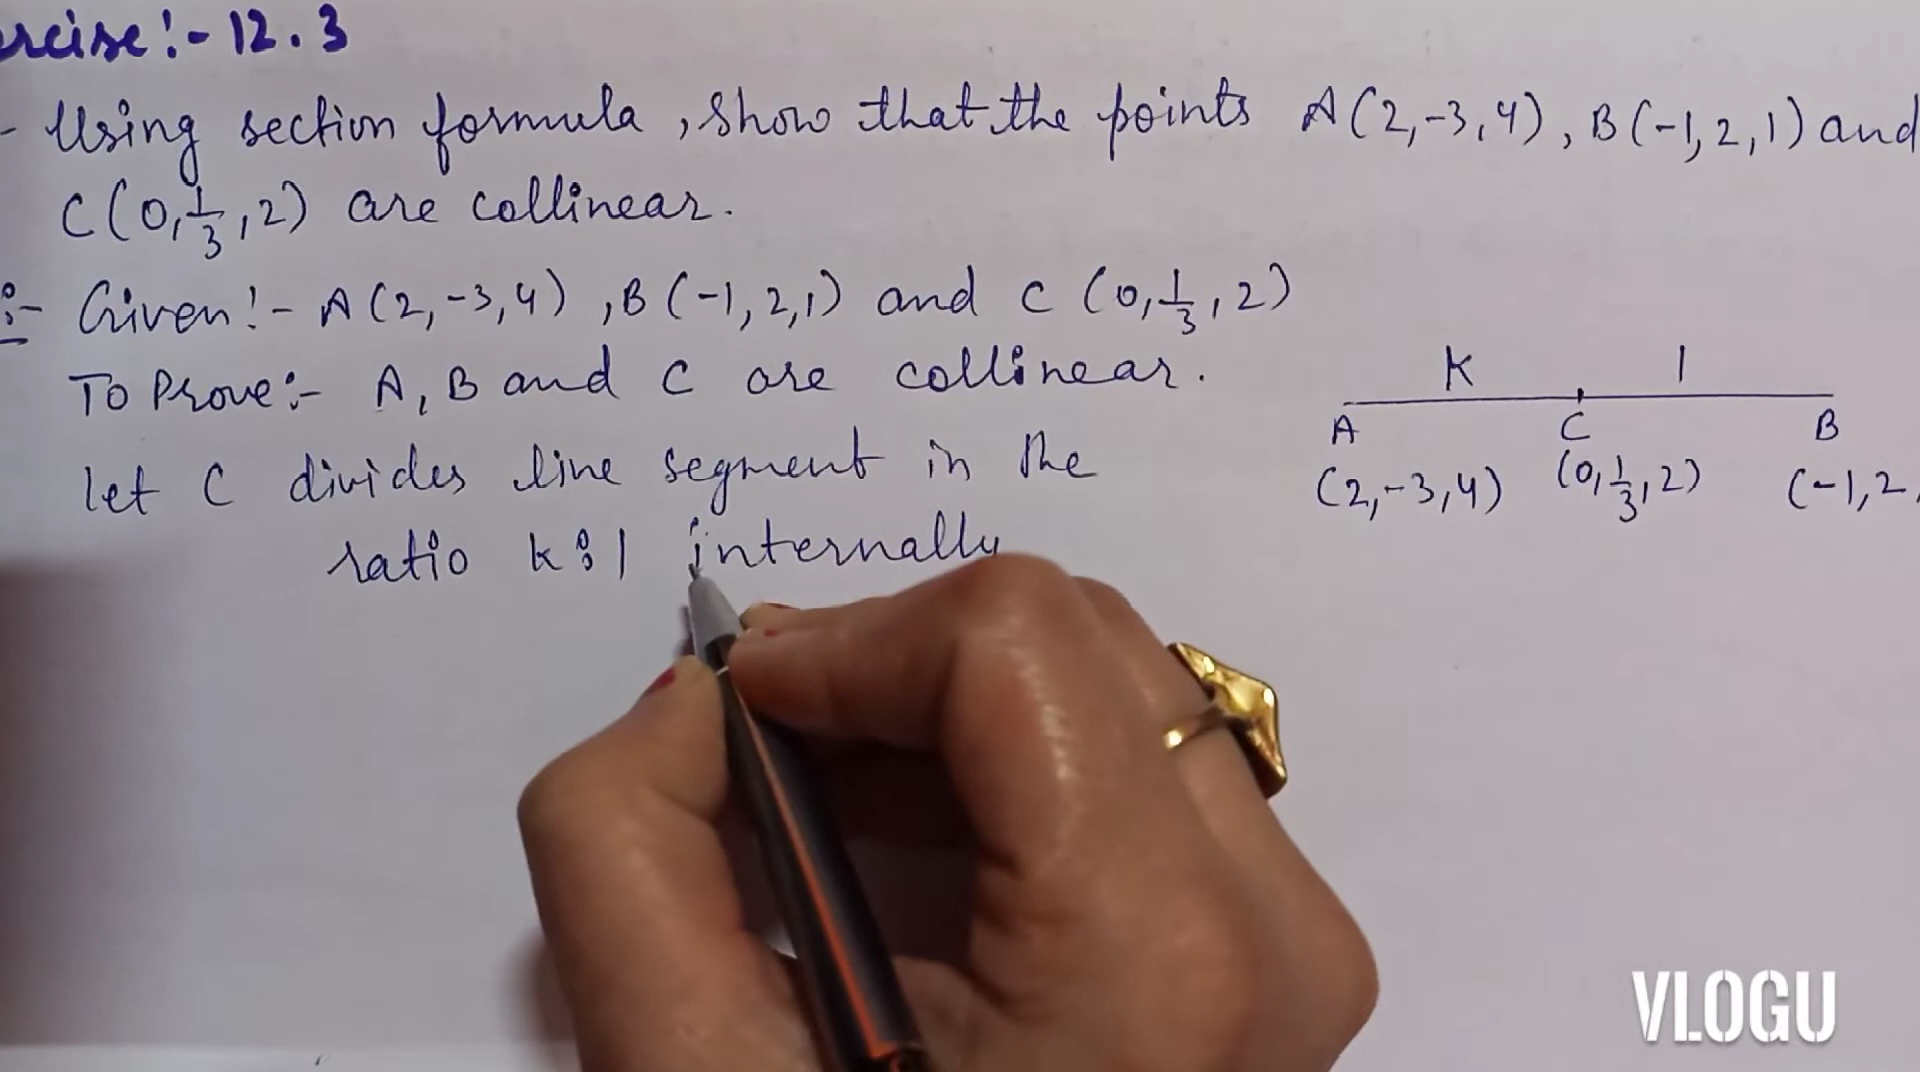 ercise:- 12.3
- Using section formula, show that the points A(2,-3,4), B(-1,2,1) and
C(0,1/3,2) are collinear.
:- Given:- A(2,-3,4), B(-1,2,1) and C(0,1/3,2)
To Prove:- A, B and C are collinear.
K 1
A C B
(2,-3,4) (0,1/3,2) (-1,2,
let C divides line segment in the
ratio k:1 internally
VLOGU